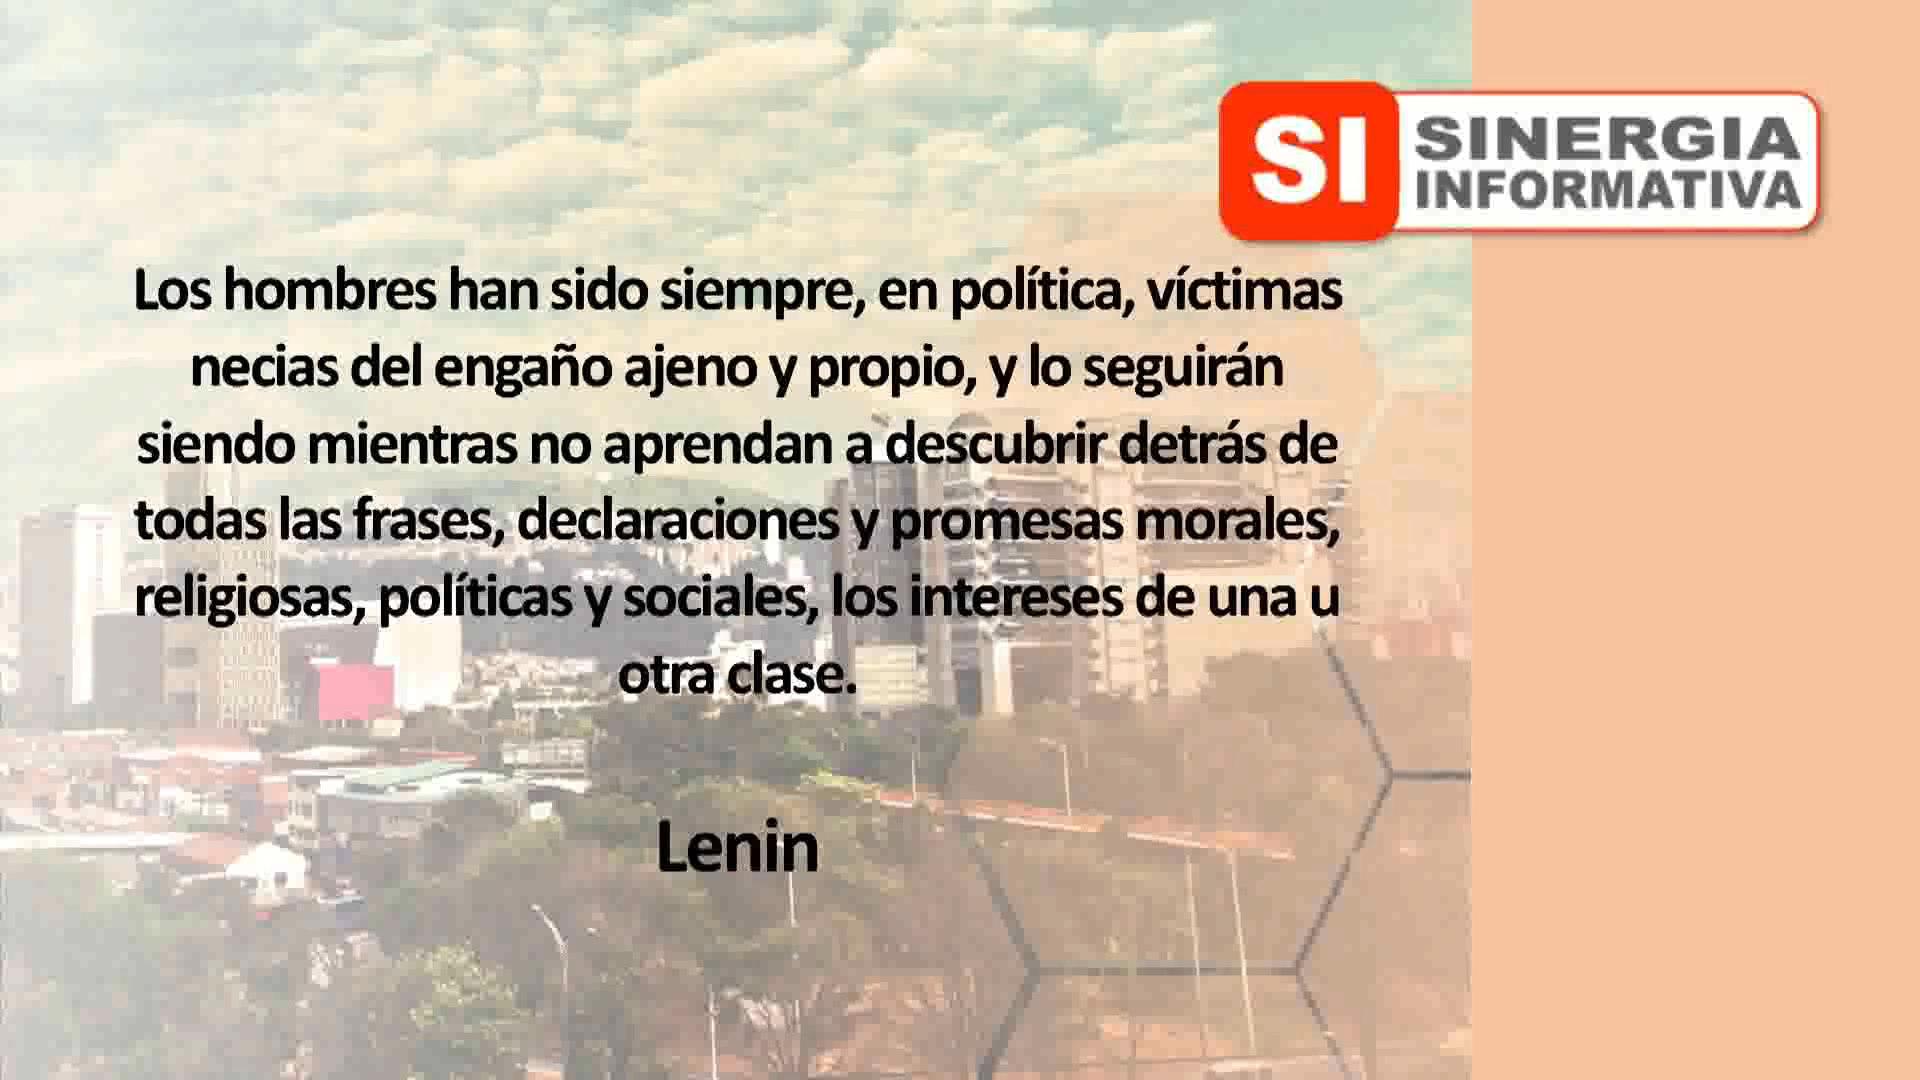 SI SINERGIA
INFORMATIVA
Los hombres han sido siempre, en política, víctimas
necias del engaño ajeno y propio, y lo seguirán
siendo mientras no aprendan a descubrir detrás de
todas las frases, declaraciones y promesas morales,
religiosas, políticas y sociales, los intereses de una u
otra clase.
Lenin